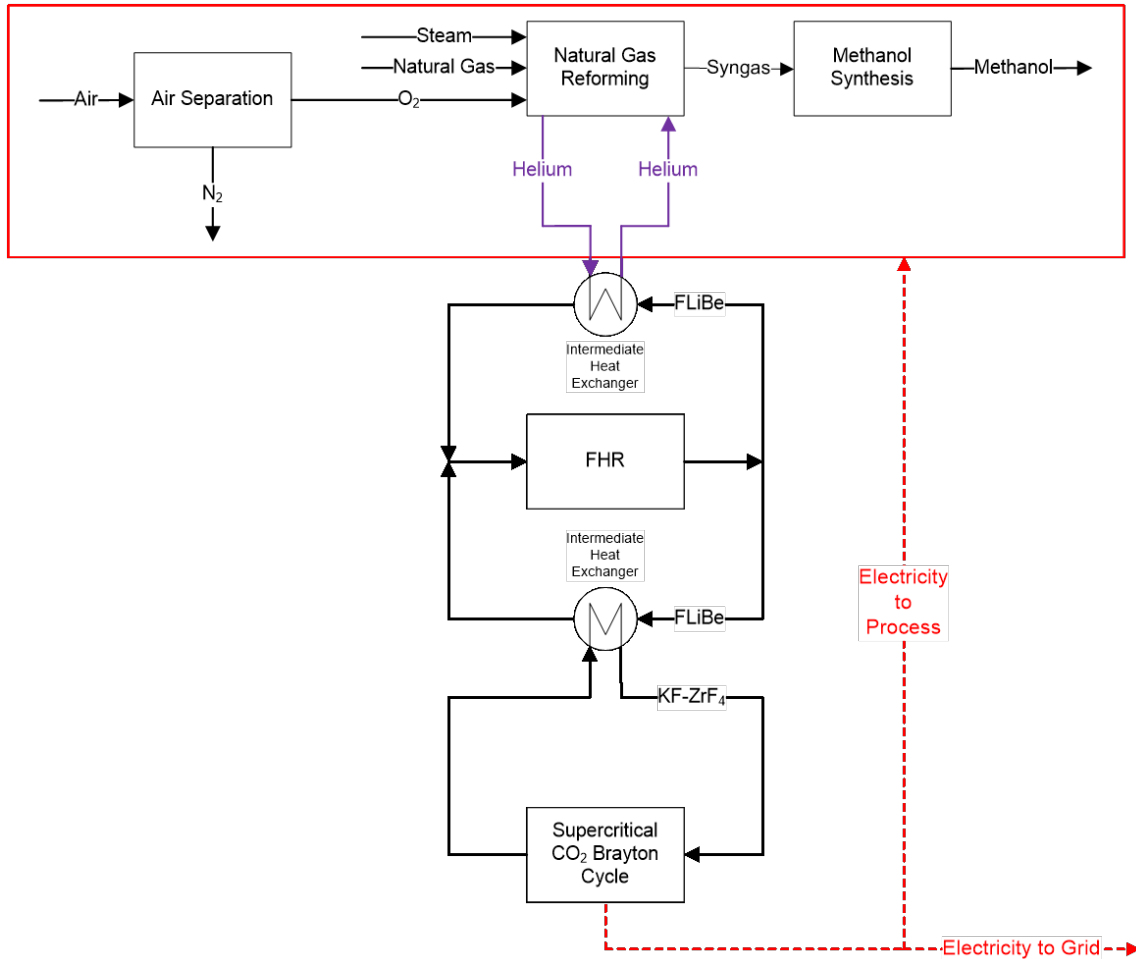 Steam
Natural Gas
Air
Air Separation
O₂
Natural Gas
Reforming
Syngas
Methanol
Synthesis
Methanol
N₂
Helium
Helium
FLiBe
Intermediate
Heat
Exchanger
FHR
Intermediate
Heat
Exchanger
FLiBe
Electricity
to
Process
KF-ZrF₄
Supercritical
CO₂ Brayton
Cycle
Electricity to Grid